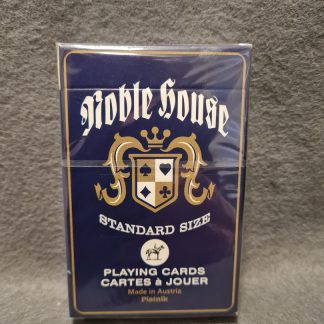 Noble House
STANDARD SIZE
PLAYING CARDS
CARTES à JOUER
Made in Austria
Piatnik